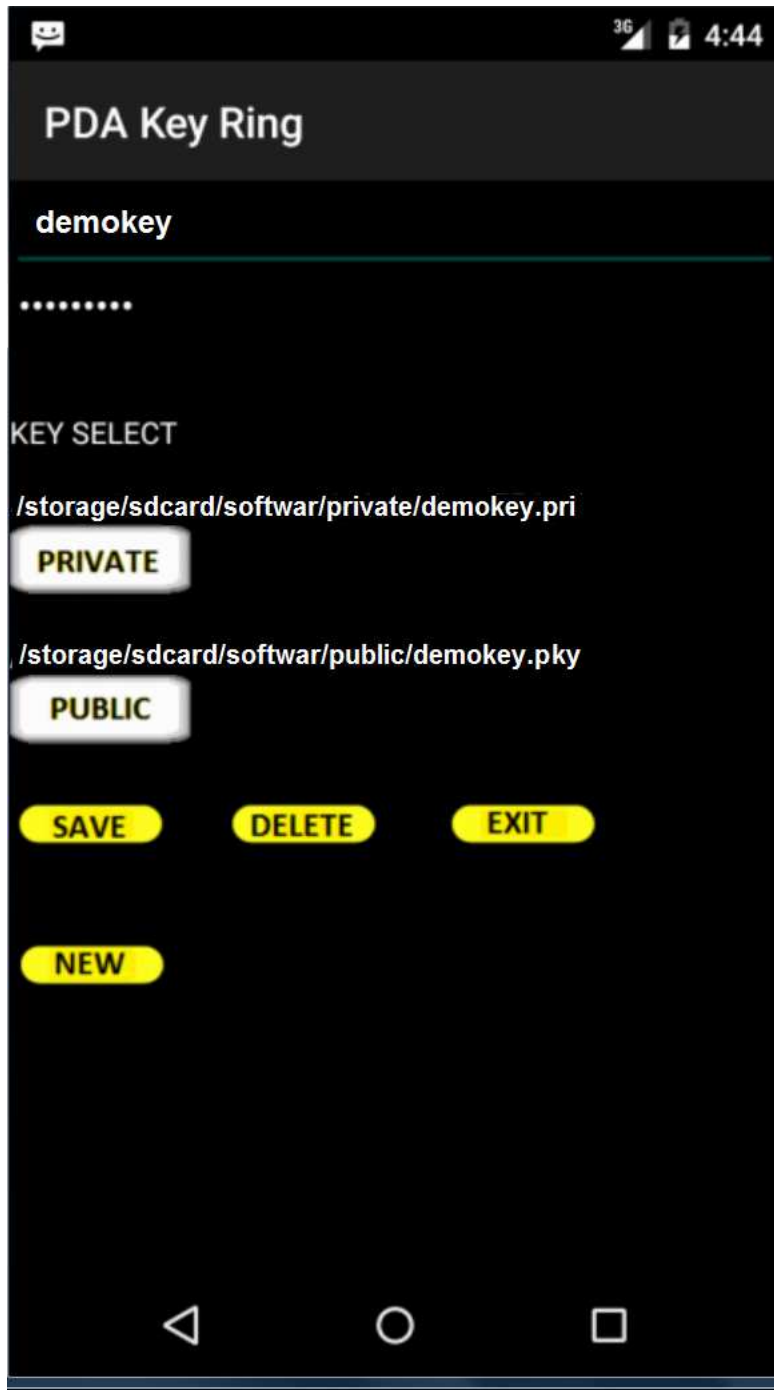 3G 4:44
PDA Key Ring
demokey
•••••••••
KEY SELECT
/storage/sdcard/softwar/private/demokey.pri
PRIVATE
/storage/sdcard/softwar/public/demokey.pky
PUBLIC
SAVE DELETE EXIT
NEW